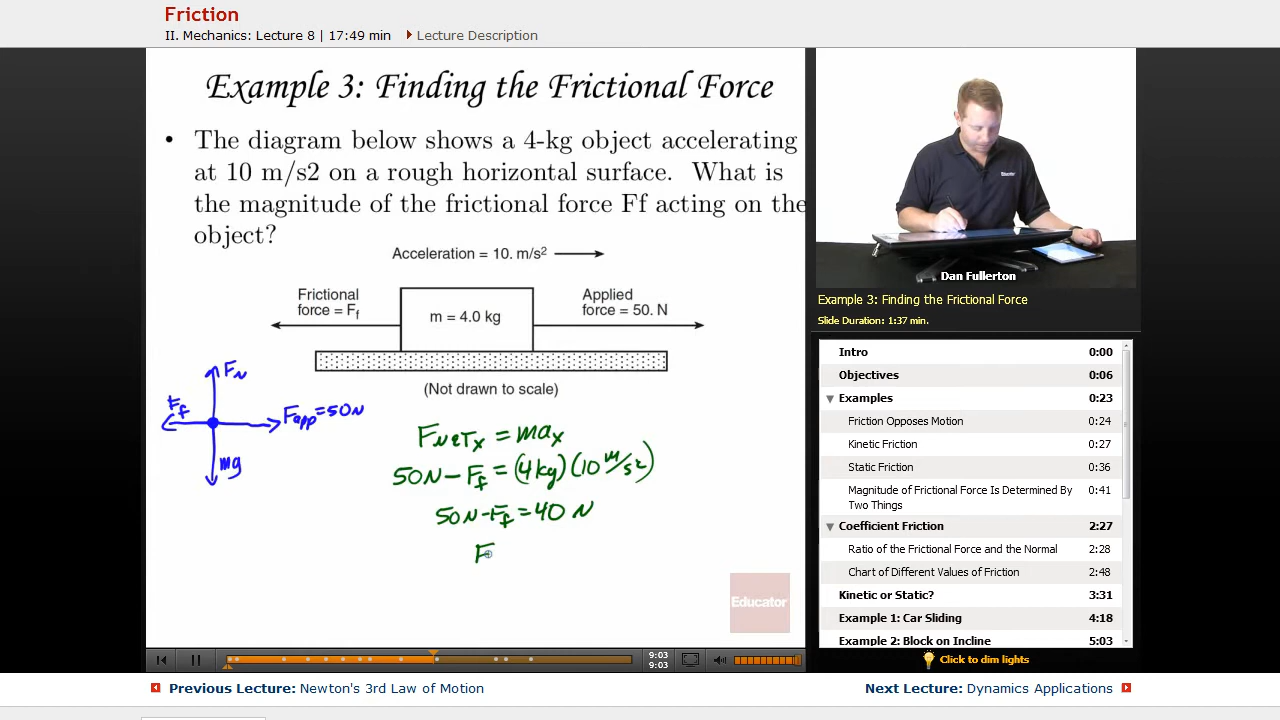 Friction
II. Mechanics: Lecture 8 | 17:49 min
Lecture Description
Example 3: Finding the Frictional Force
• The diagram below shows a 4-kg object accelerating
at 10 m/s2 on a rough horizontal surface. What is
the magnitude of the frictional force Ff acting on the
object?
Acceleration = 10. m/s²
Frictional
force = Ff
m = 4.0 kg
Applied
force = 50. N
(Not drawn to scale)
FN
Ff
Fapp=50N
mg
FNETx = max
50N - Ff = (4kg)(10 m/s²)
50N-Ff = 40 N
F
Educator
Educator
Dan Fullerton
Example 3: Finding the Frictional Force
Slide Duration: 1:37 min.
Intro 0:00
Objectives 0:06
Examples 0:23
Friction Opposes Motion 0:24
Kinetic Friction 0:27
Static Friction 0:36
Magnitude of Frictional Force Is Determined By 0:41
Two Things
Coefficient Friction 2:27
Ratio of the Frictional Force and the Normal 2:28
Chart of Different Values of Friction 2:48
Kinetic or Static? 3:31
Example 1: Car Sliding 4:18
Example 2: Block on Incline 5:03
9:03
9:03
Click to dim lights
Previous Lecture: Newton's 3rd Law of Motion
Next Lecture: Dynamics Applications